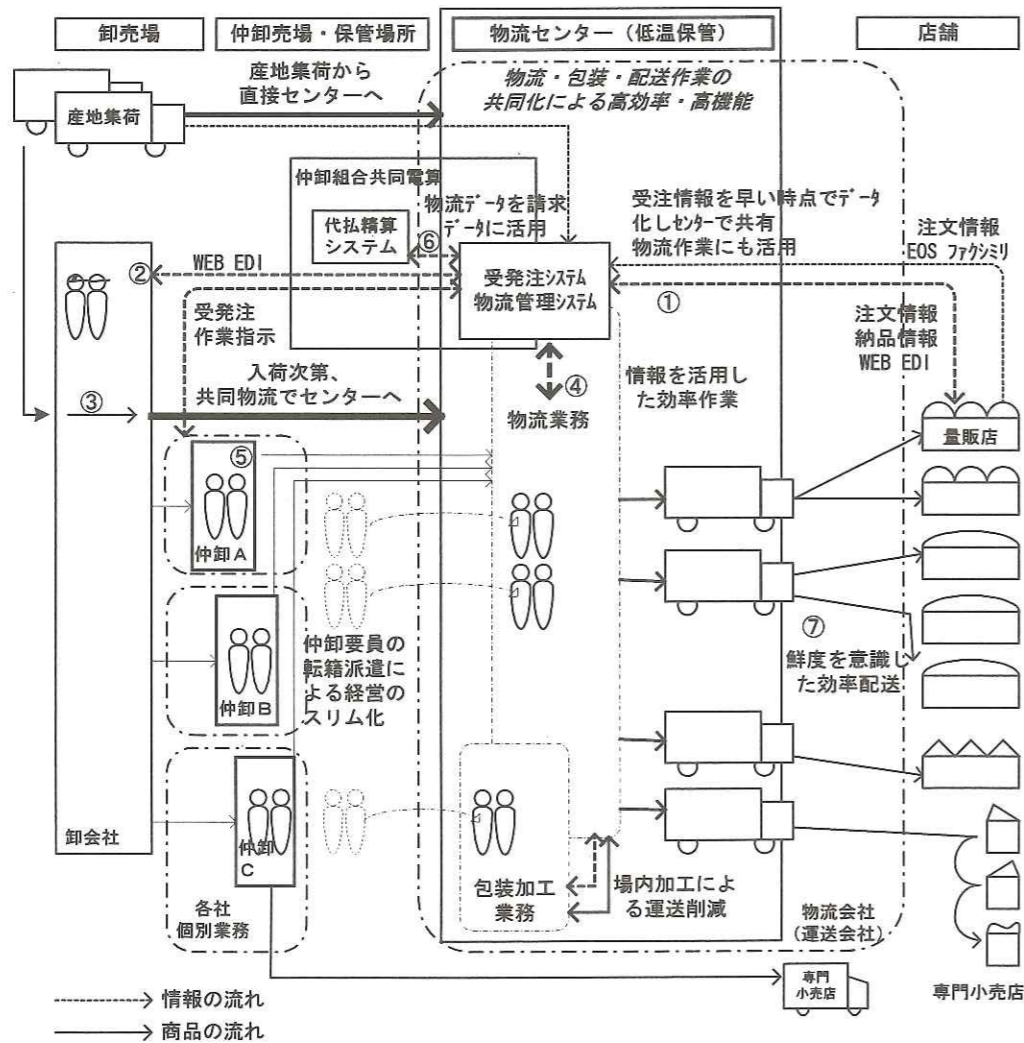 卸売場
仲卸売場・保管場所
物流センター（低温保管）
店舗
産地集荷
産地集荷から
直接センターへ
物流・包装・配送作業の
共同化による高効率・高機能
仲卸組合共同電算
代払精算
システム
⑥
物流ﾃﾞｰﾀを請求
ﾃﾞｰﾀに活用
受注情報を早い時点でﾃﾞｰﾀ
化しｾﾝﾀｰで共有
物流作業にも活用
注文情報
EOS ﾌｧｸｼﾐﾘ
②
WEB EDI
受発注ｼｽﾃﾑ
物流管理ｼｽﾃﾑ
①
受発注
作業指示
注文情報
納品情報
WEB EDI
③
入荷次第、
共同物流でセンターへ
④
物流業務
情報を活用し
た効率作業
量販店
⑤
仲卸A
仲卸B
仲卸要員の
転籍派遣に
よる経営の
スリム化
⑦
鮮度を意識し
た効率配送
卸会社
仲卸
C
包装加工
業務
場内加工によ
る運送削減
各社
個別業務
物流会社
(運送会社)
専門
小売店
専門小売店
情報の流れ
商品の流れ